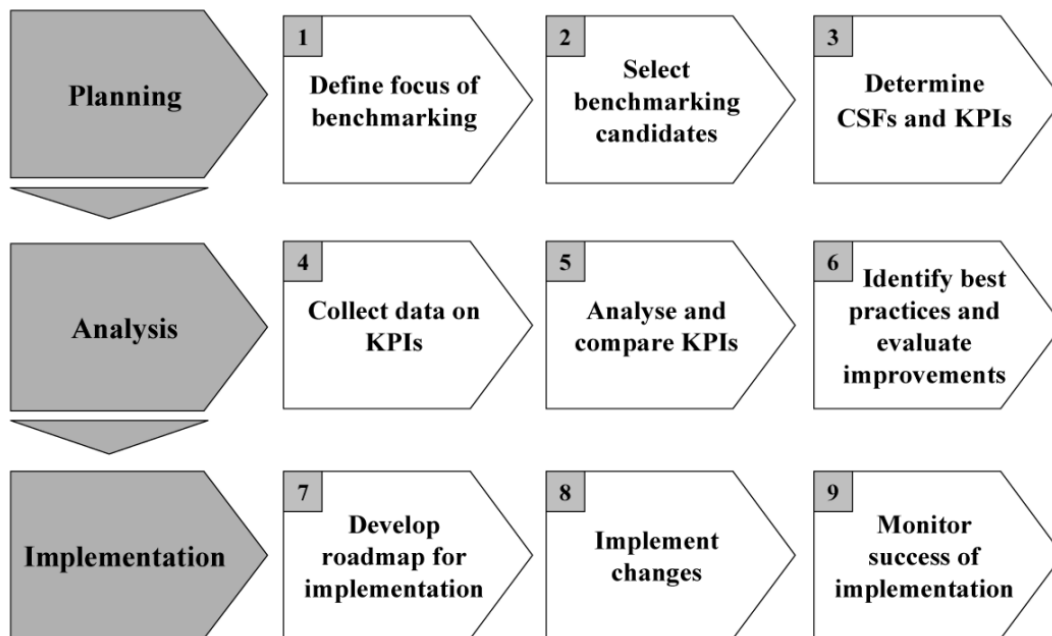 Planning
1
Define focus of
benchmarking
2
Select
benchmarking
candidates
3
Determine
CSFs and KPIs
Analysis
4
Collect data on
KPIs
5
Analyse and
compare KPIs
6
Identify best
practices and
evaluate
improvements
Implementation
7
Develop
roadmap for
implementation
8
Implement
changes
9
Monitor
success of
implementation